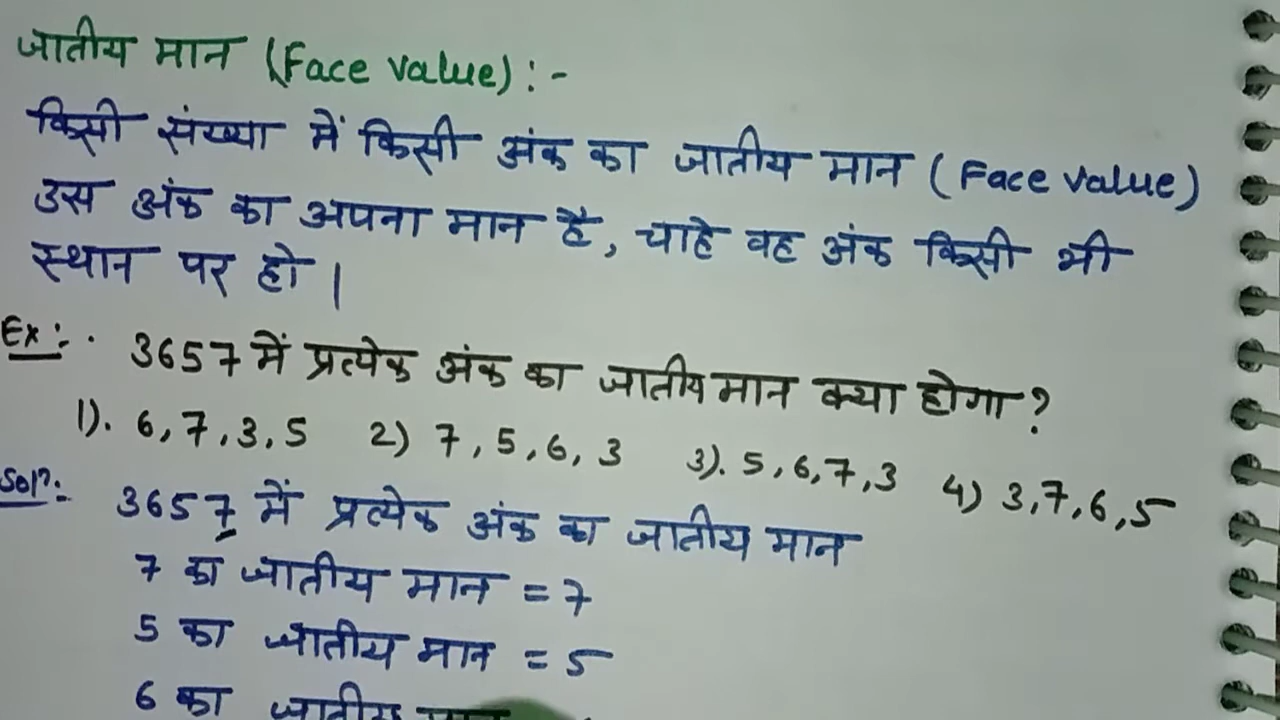 जातीय मान (Face value) :-
किसी संख्या में किसी अंक का जातीय मान (Face value)
उस अंक का अपना मान है, चाहे वह अंक किसी भी
स्थान पर हो।
Ex:- 3657 में प्रत्येक अंक का जातीय मान क्या होगा?
1). 6,7,3,5 2) 7,5,6,3 3). 5,6,7,3 4) 3,7,6,5
Soln:- 3657 में प्रत्येक अंक का जातीय मान
7 का जातीय मान = 7
5 का जातीय मान = 5
6 का जातीय मान